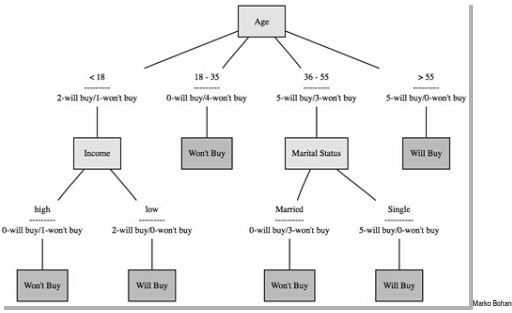 Age
< 18
---------
2-will buy/1-won't buy
18 - 35
---------
0-will buy/4-won't buy
36 - 55
---------
5-will buy/3-won't buy
> 55
---------
5-will buy/0-won't buy
Income
Won't Buy
Marital Status
Will Buy
high
---------
0-will buy/1-won't buy
low
---------
2-will buy/0-won't buy
Married
---------
0-will buy/3-won't buy
Single
---------
5-will buy/0-won't buy
Won't Buy
Will Buy
Won't Buy
Will Buy
Marko Bohan